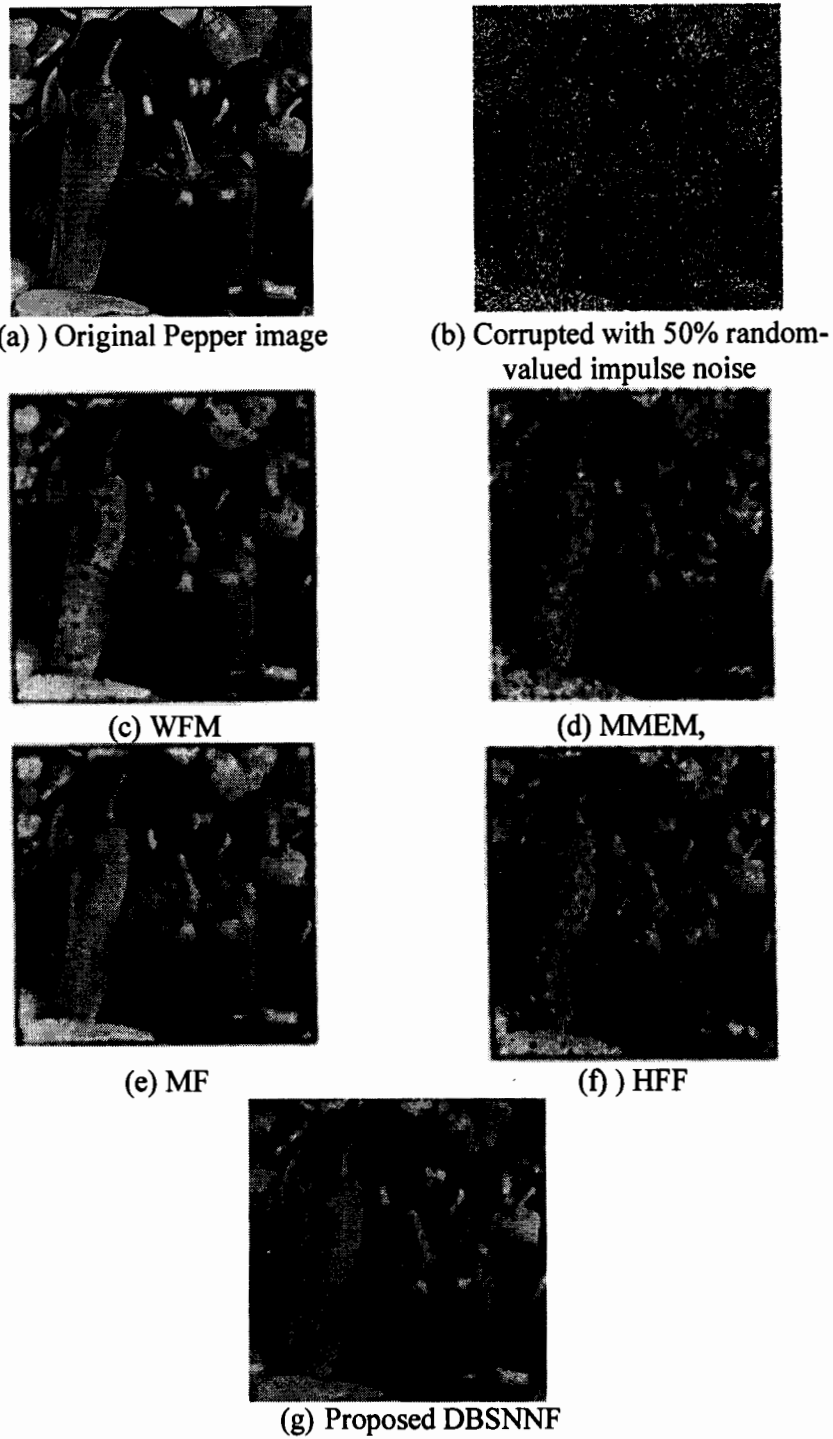 (a) ) Original Pepper image
(b) Corrupted with 50% random-
valued impulse noise
(c) WFM
(d) MMEM,
(e) MF
(f) ) HFF
(g) Proposed DBSNNF